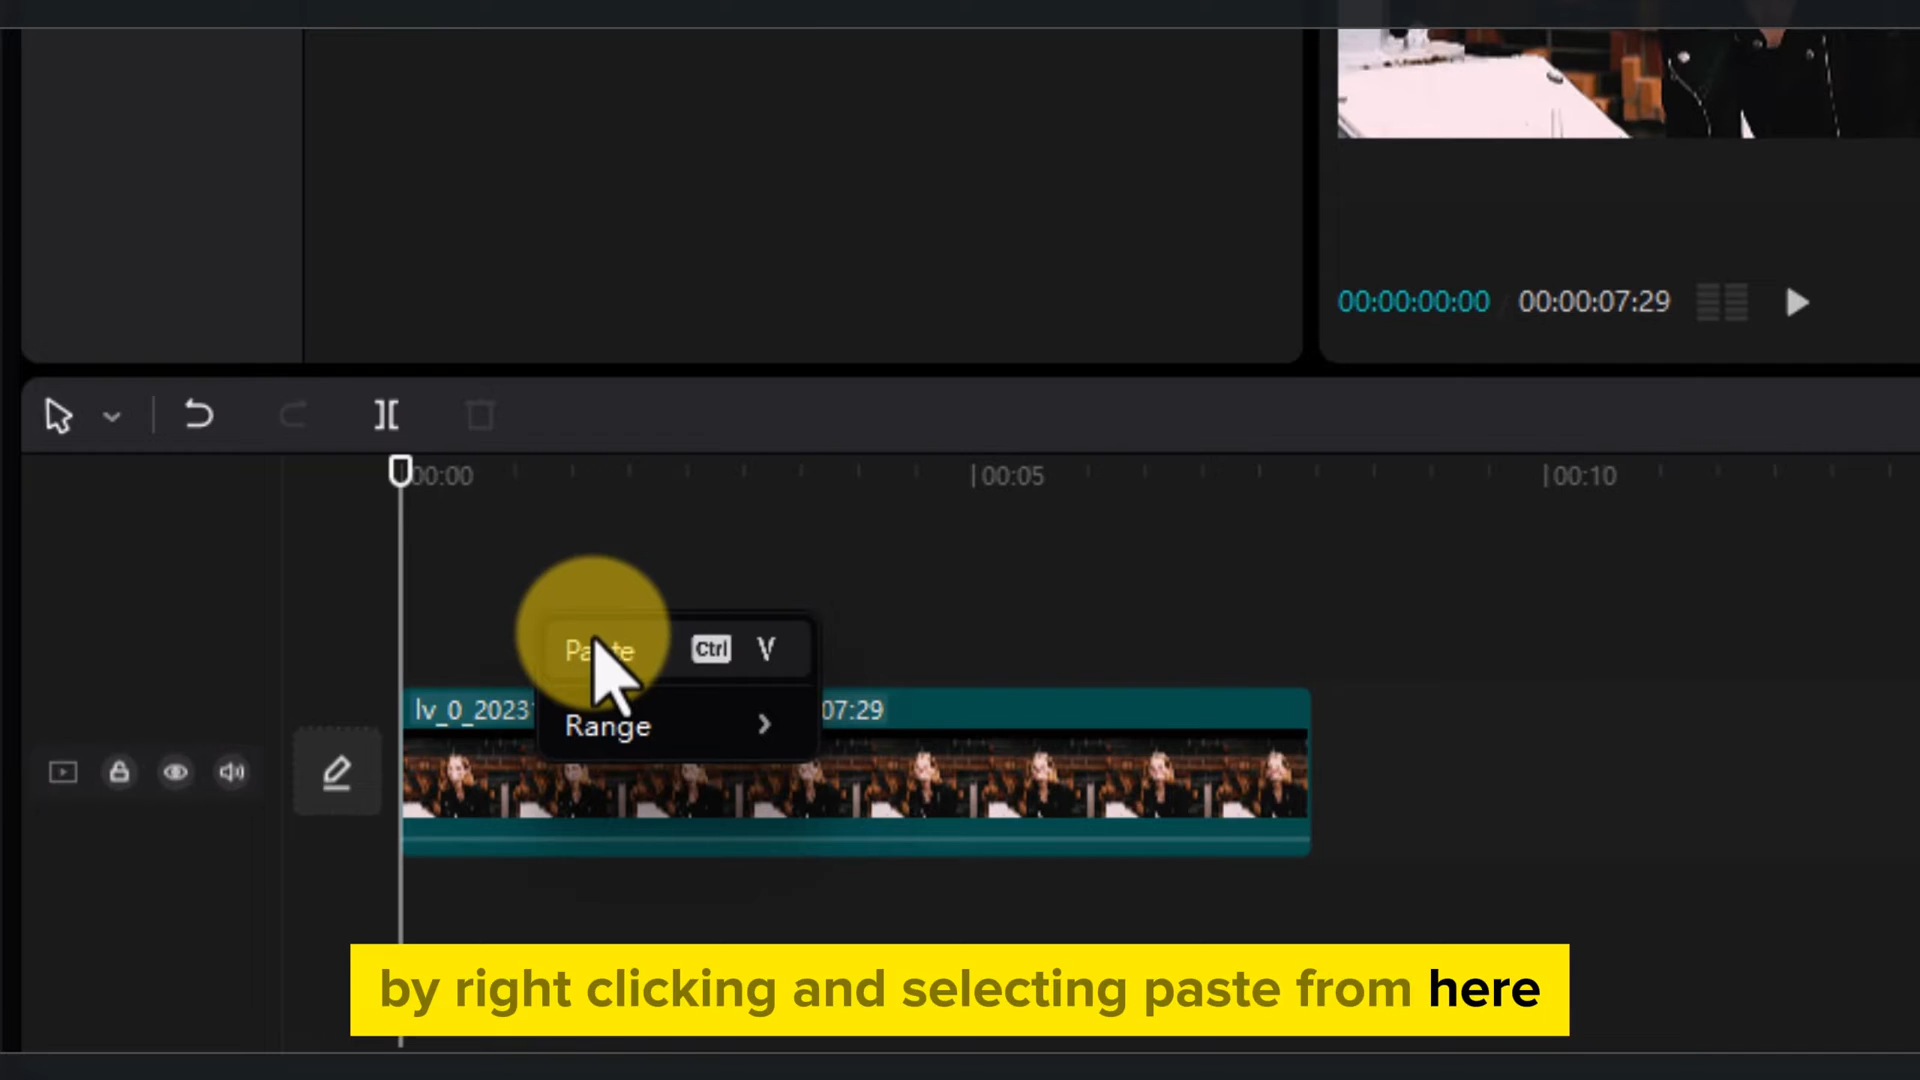 00:00:00:00 00:00:07:29
00:00 00:05 00:10
Paste Ctrl V
lv_0_2023 07:29
Range
by right clicking and selecting paste from here